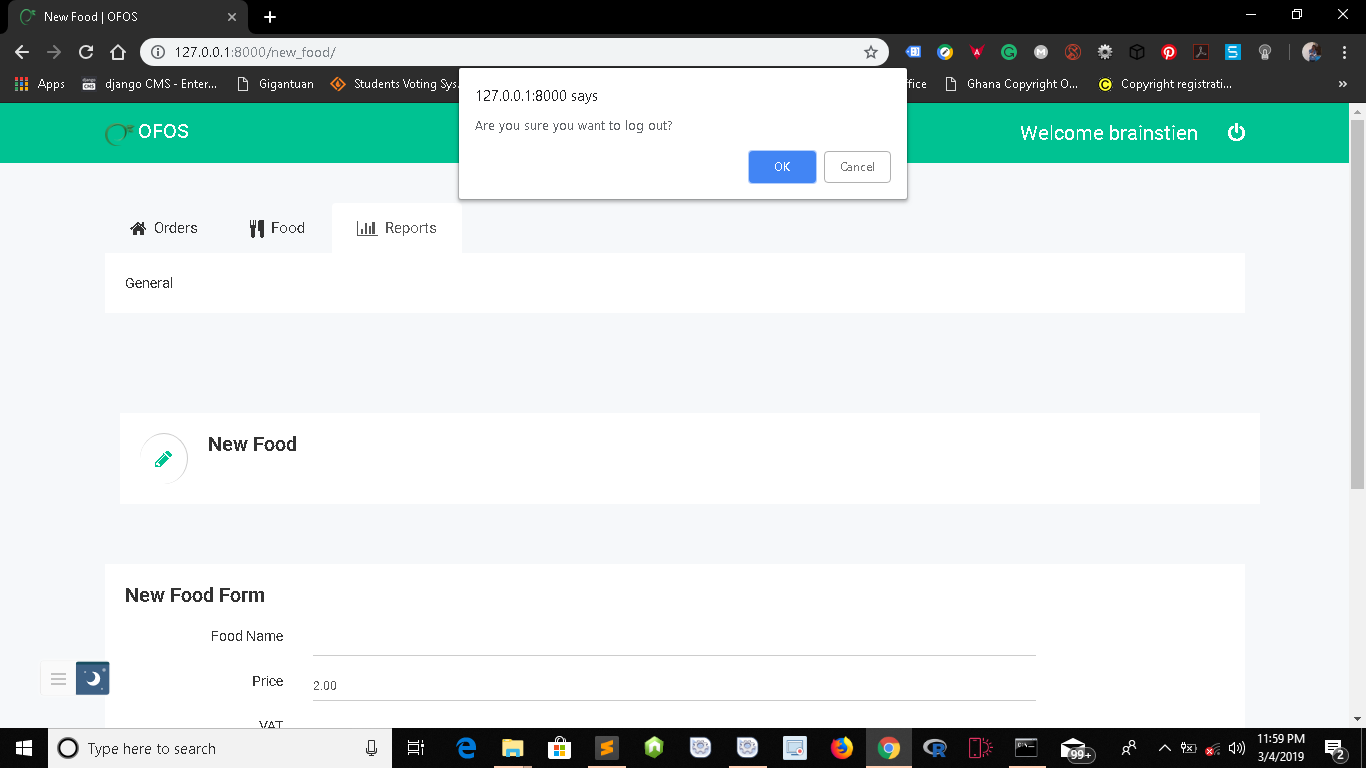 New Food | OFOS
127.0.0.1:8000/new_food/
Apps
django CMS - Enter...
Gigantuan
Students Voting Sys
ffice
Ghana Copyright O...
Copyright registrati...
»
127.0.0.1:8000 says
Are you sure you want to log out?
OK
Cancel
OFOS
Welcome brainstien
Orders
Food
Reports
General
New Food
New Food Form
Food Name
Price
2.00
VAT
Type here to search
99+
11:59 PM
3/4/2019
2